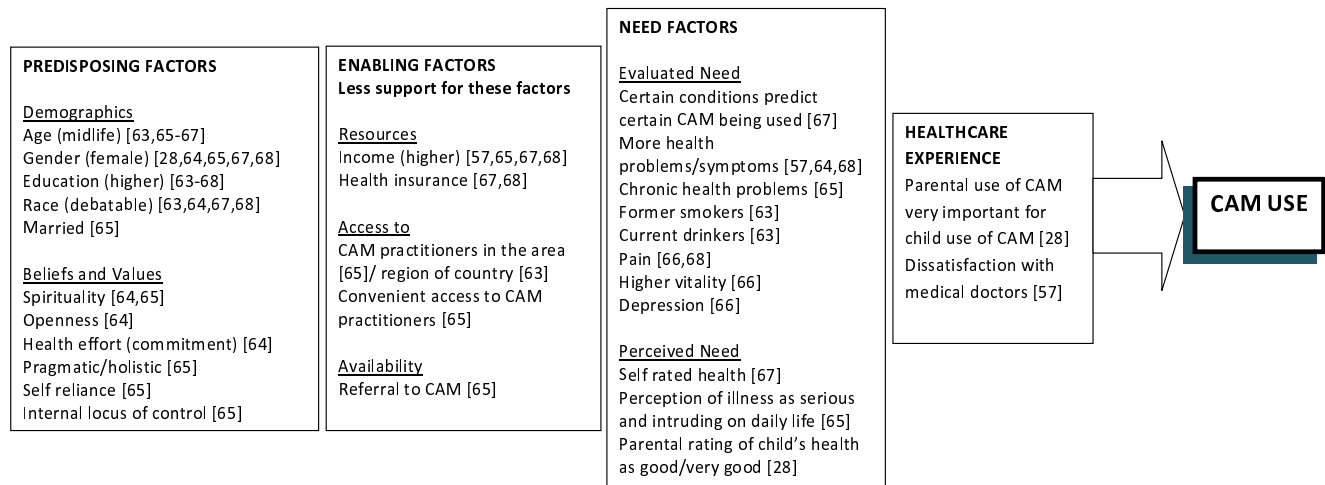 PREDISPOSING FACTORS
Demographics
Age (midlife) [63,65-67]
Gender (female) [28,64,65,67,68]
Education (higher) [63-68]
Race (debatable) [63,64,67,68]
Married [65]
Beliefs and Values
Spirituality [64,65]
Openness [64]
Health effort (commitment) [64]
Pragmatic/holistic [65]
Self reliance [65]
Internal locus of control [65]
ENABLING FACTORS
Less support for these factors
Resources
Income (higher) [57,65,67,68]
Health insurance [67,68]
Access to
CAM practitioners in the area
[65]/ region of country [63]
Convenient access to CAM
practitioners [65]
Availability
Referral to CAM [65]
NEED FACTORS
Evaluated Need
Certain conditions predict
certain CAM being used [67]
More health
problems/symptoms [57,64,68]
Chronic health problems [65]
Former smokers [63]
Current drinkers [63]
Pain [66,68]
Higher vitality [66]
Depression [66]
Perceived Need
Self rated health [67]
Perception of illness as serious
and intruding on daily life [65]
Parental rating of child's health
as good/very good [28]
HEALTHCARE
EXPERIENCE
Parental use of CAM
very important for
child use of CAM [28]
Dissatisfaction with
medical doctors [57]
CAM USE